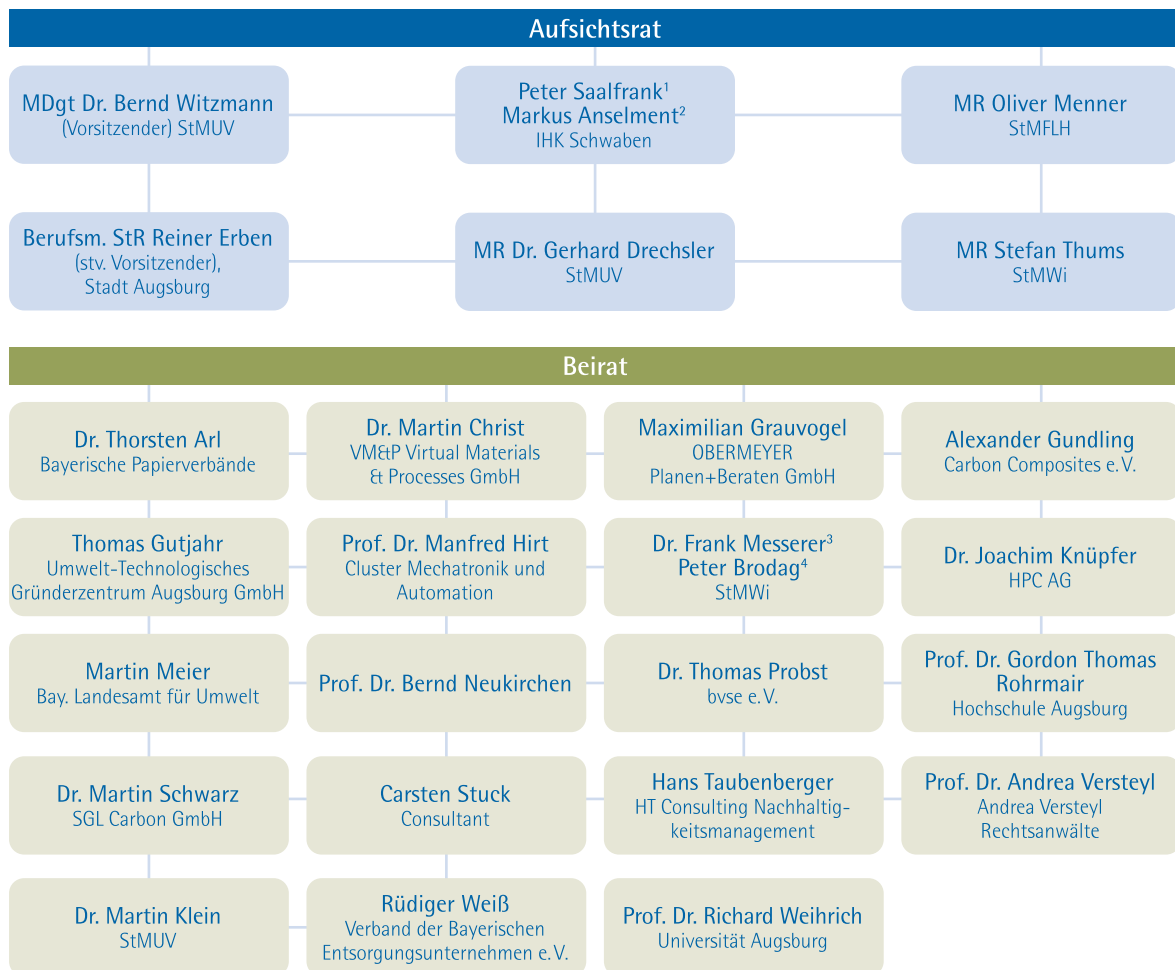 Aufsichtsrat
MDgt Dr. Bernd Witzmann
(Vorsitzender) StMUV
Peter Saalfrank¹
Markus Anselment²
IHK Schwaben
MR Oliver Menner
StMFLH
Berufsm. StR Reiner Erben
(stv. Vorsitzender),
Stadt Augsburg
MR Dr. Gerhard Drechsler
StMUV
MR Stefan Thums
StMWi
Beirat
Dr. Thorsten Arl
Bayerische Papierverbände
Dr. Martin Christ
VM&P Virtual Materials
& Processes GmbH
Maximilian Grauvogel
OBERMEYER
Planen+Beraten GmbH
Alexander Gundling
Carbon Composites e. V.
Thomas Gutjahr
Umwelt-Technologisches
Gründerzentrum Augsburg GmbH
Prof. Dr. Manfred Hirt
Cluster Mechatronik und
Automation
Dr. Frank Messerer³
Peter Brodag⁴
StMWi
Dr. Joachim Knüpfer
HPC AG
Martin Meier
Bay. Landesamt für Umwelt
Prof. Dr. Bernd Neukirchen
Dr. Thomas Probst
bvse e. V.
Prof. Dr. Gordon Thomas
Rohrmair
Hochschule Augsburg
Dr. Martin Schwarz
SGL Carbon GmbH
Carsten Stuck
Consultant
Hans Taubenberger
HT Consulting Nachhaltig-
keitsmanagement
Prof. Dr. Andrea Versteyl
Andrea Versteyl
Rechtsanwälte
Dr. Martin Klein
StMUV
Rüdiger Weiß
Verband der Bayerischen
Entsorgungsunternehmen e. V.
Prof. Dr. Richard Weihrich
Universität Augsburg